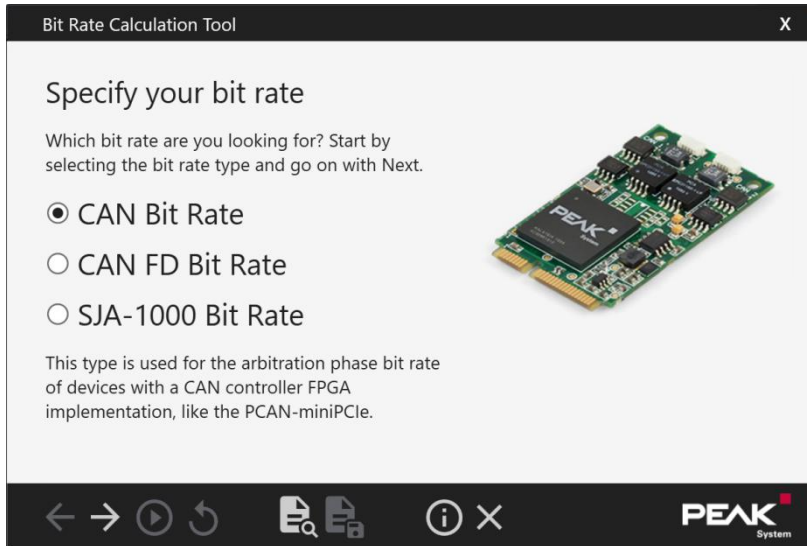 Bit Rate Calculation Tool
X
Specify your bit rate
Which bit rate are you looking for? Start by
selecting the bit rate type and go on with Next.
CAN Bit Rate
CAN FD Bit Rate
SJA-1000 Bit Rate
This type is used for the arbitration phase bit rate
of devices with a CAN controller FPGA
implementation, like the PCAN-miniPCIe.
PEAK
System
PEAK
System